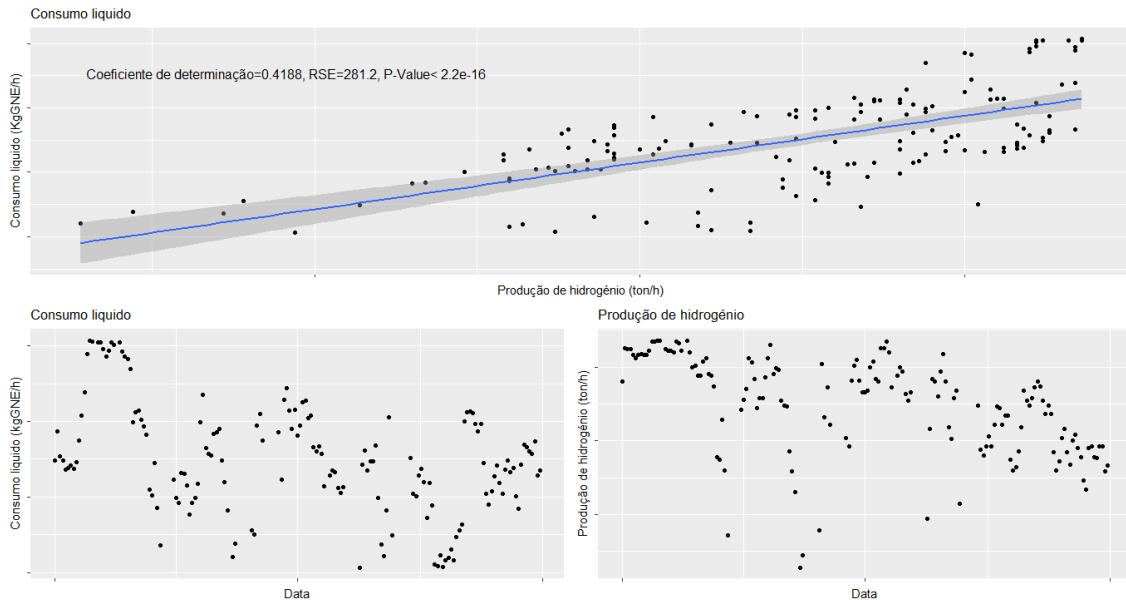 Consumo liquido
Coeficiente de determinação=0.4188, RSE=281.2, P-Value< 2.2e-16
Consumo liquido (KgGNE/h)
Produção de hidrogénio (ton/h)
Consumo liquido
Consumo liquido (kgGNE/h)
Data
Produção de hidrogénio
Produção de hidrogénio (ton/h)
Data